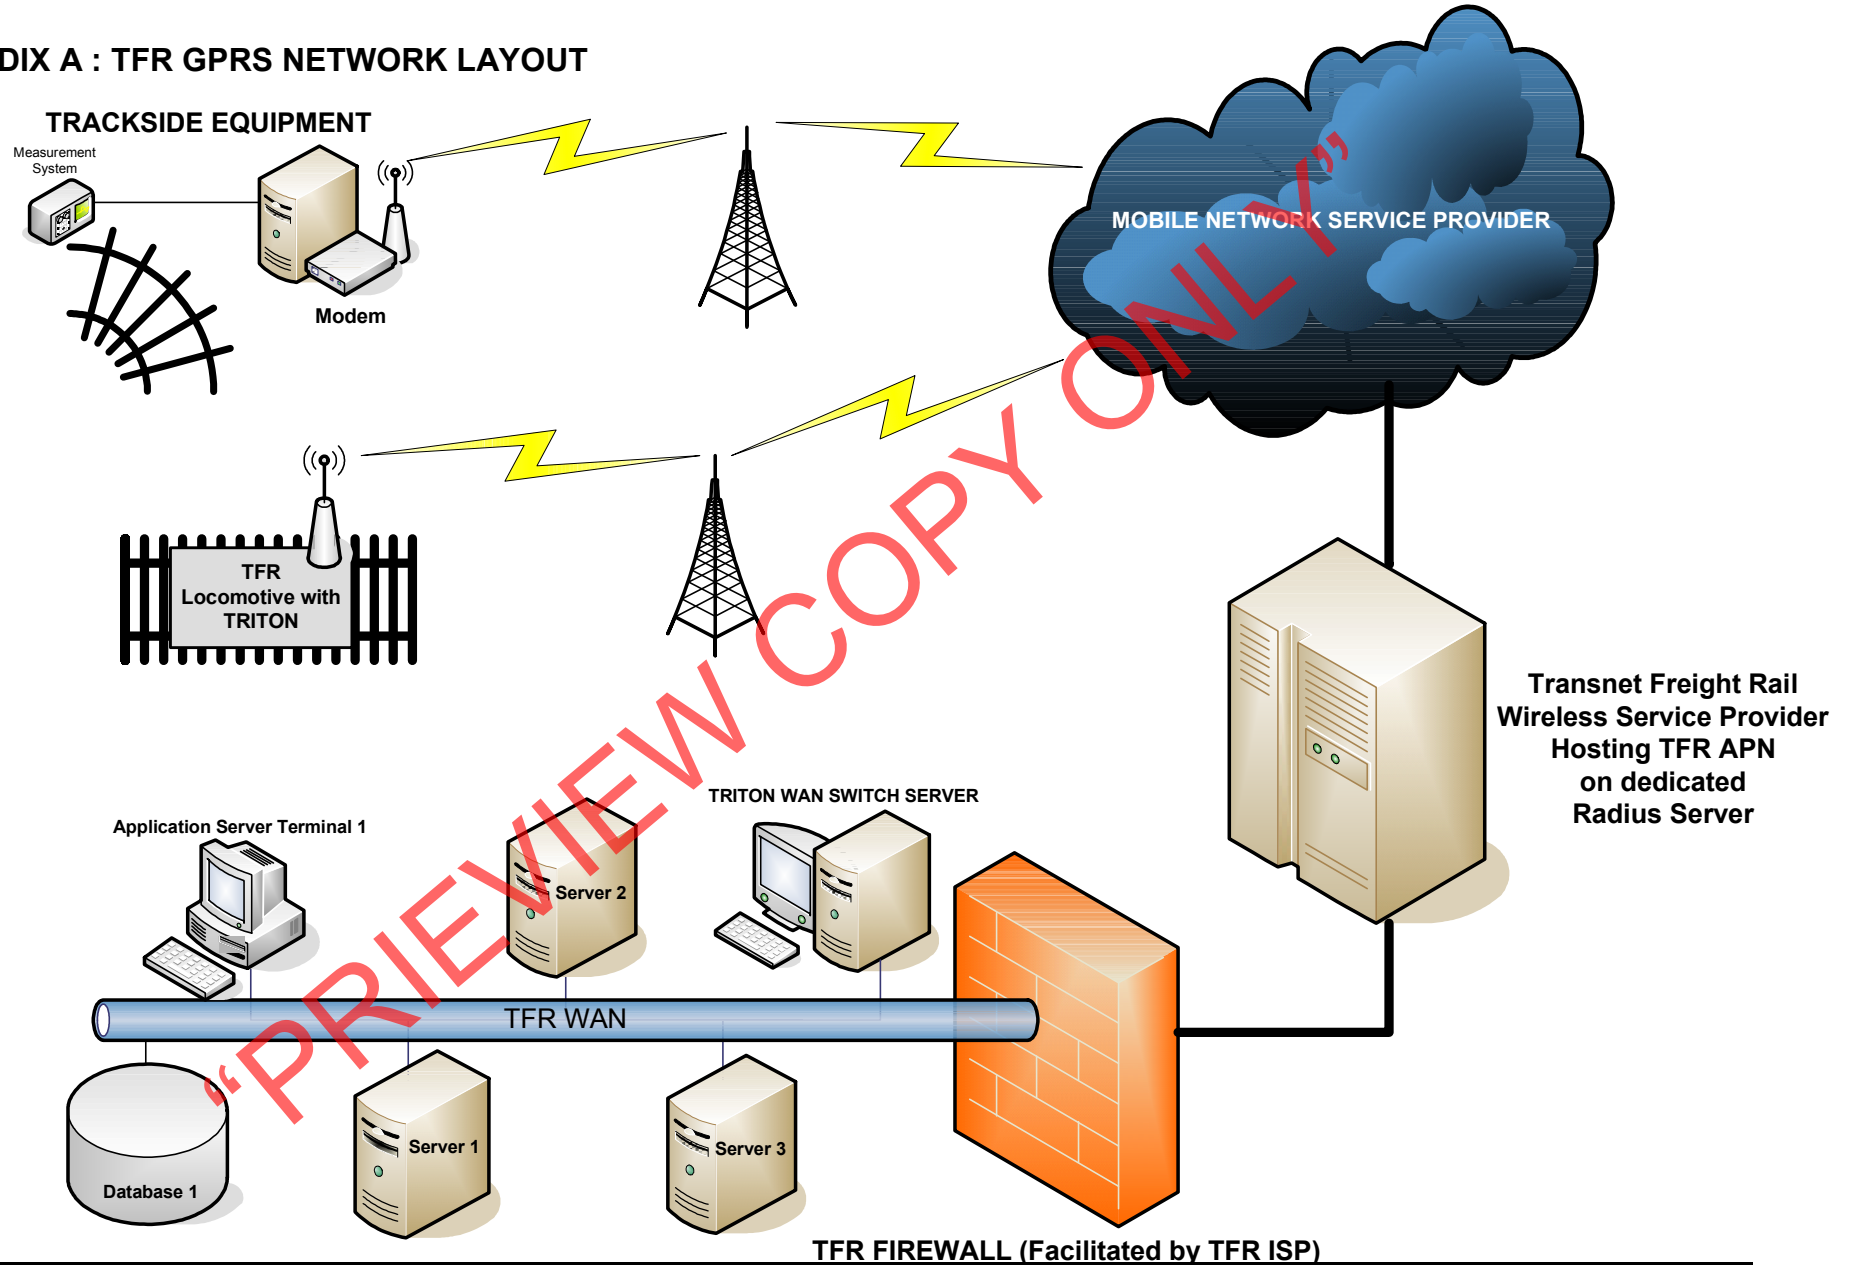 DIX A : TFR GPRS NETWORK LAYOUT
TRACKSIDE EQUIPMENT
Measurement
System
Modem
MOBILE NETWORK SERVICE PROVIDER
TFR
Locomotive with
TRITON
Transnet Freight Rail
Wireless Service Provider
Hosting TFR APN
on dedicated
Radius Server
TRITON WAN SWITCH SERVER
Application Server Terminal 1
Server 2
TFR WAN
Server 1
Server 3
Database 1
TFR FIREWALL (Facilitated by TFR ISP)
“PRIEVIEW COPY ONLY”